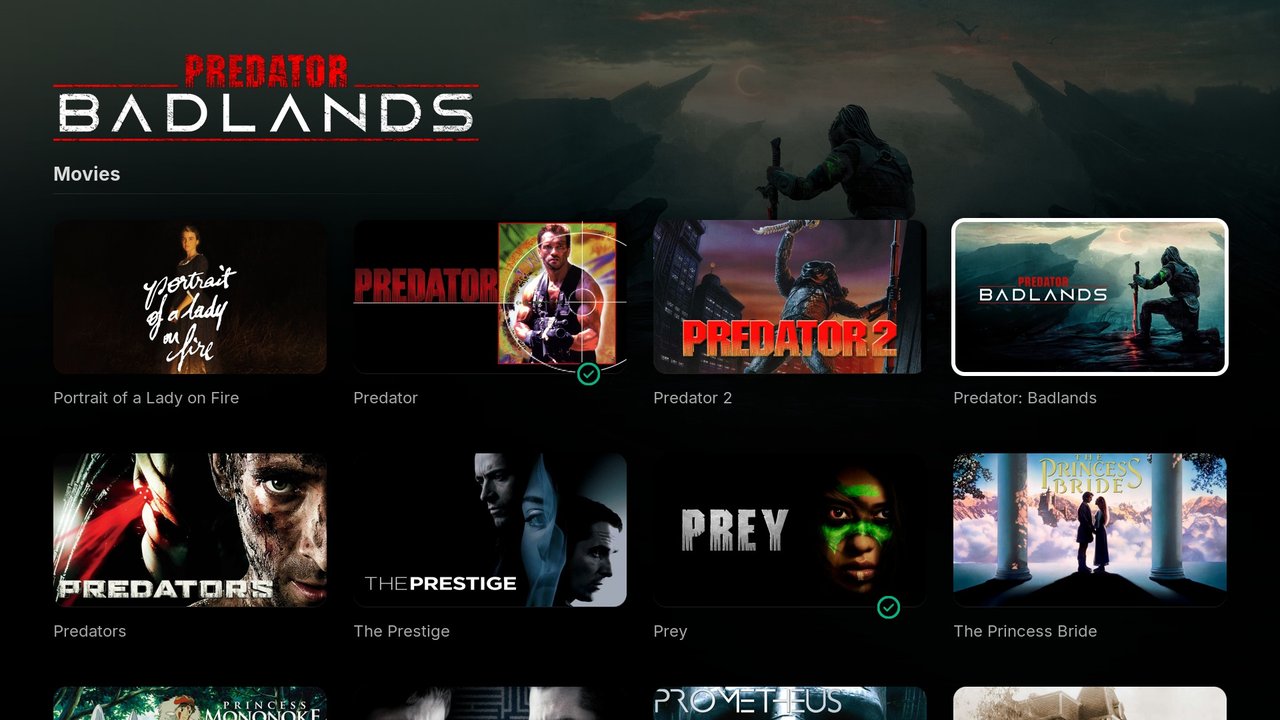 PREDATOR
BADLANDS
Movies
portrait
of a lady
on
fire
PREDATOR
PREDATOR 2
PREDATOR
BADLANDS
Portrait of a Lady on Fire
Predator
Predator 2
Predator: Badlands
PREDATORS
THE PRESTIGE
PREY
THE
PRINCESS
BRIDE
Predators
The Prestige
Prey
The Princess Bride
PRINCESS
MONONOKE
PROMETHEUS